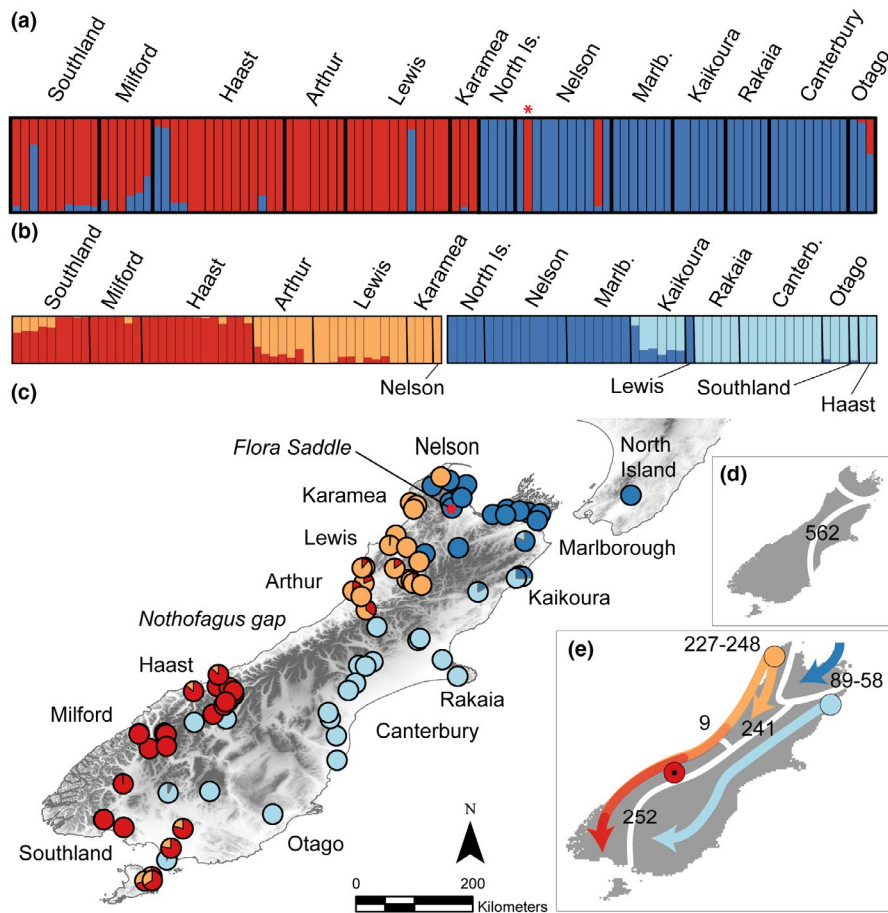 (a)
Southland Milford Haast Arthur Lewis Karamea North Is. Nelson Marlb. Kaikoura Rakaia Canterbury Otago
*
(b)
Southland Milford Haast Arthur Lewis Karamea North Is. Nelson Marlb. Kaikoura Rakaia Canterb. Otago
Nelson Lewis Southland Haast
(c)
Flora Saddle Nelson North Island
Karamea
Lewis
Marlborough
Arthur
Kaikoura
Nothofagus gap
Haast
Rakaia
Milford
Canterbury
Southland
Otago
N
0 200
Kilometers
(d)
562
(e)
227-248
89-58
9
241
252